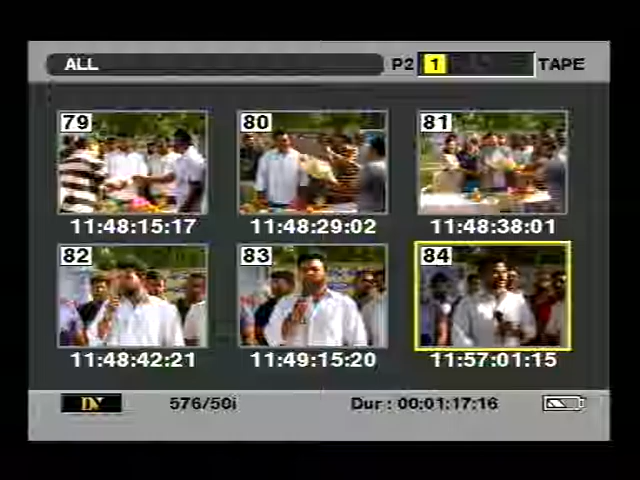 ALL P2 1 TAPE
79 80 81
11:48:15:17 11:48:29:02 11:48:38:01
82 83 84
11:48:42:21 11:49:15:20 11:57:01:15
DV 576/50i Dur : 00:01:17:16